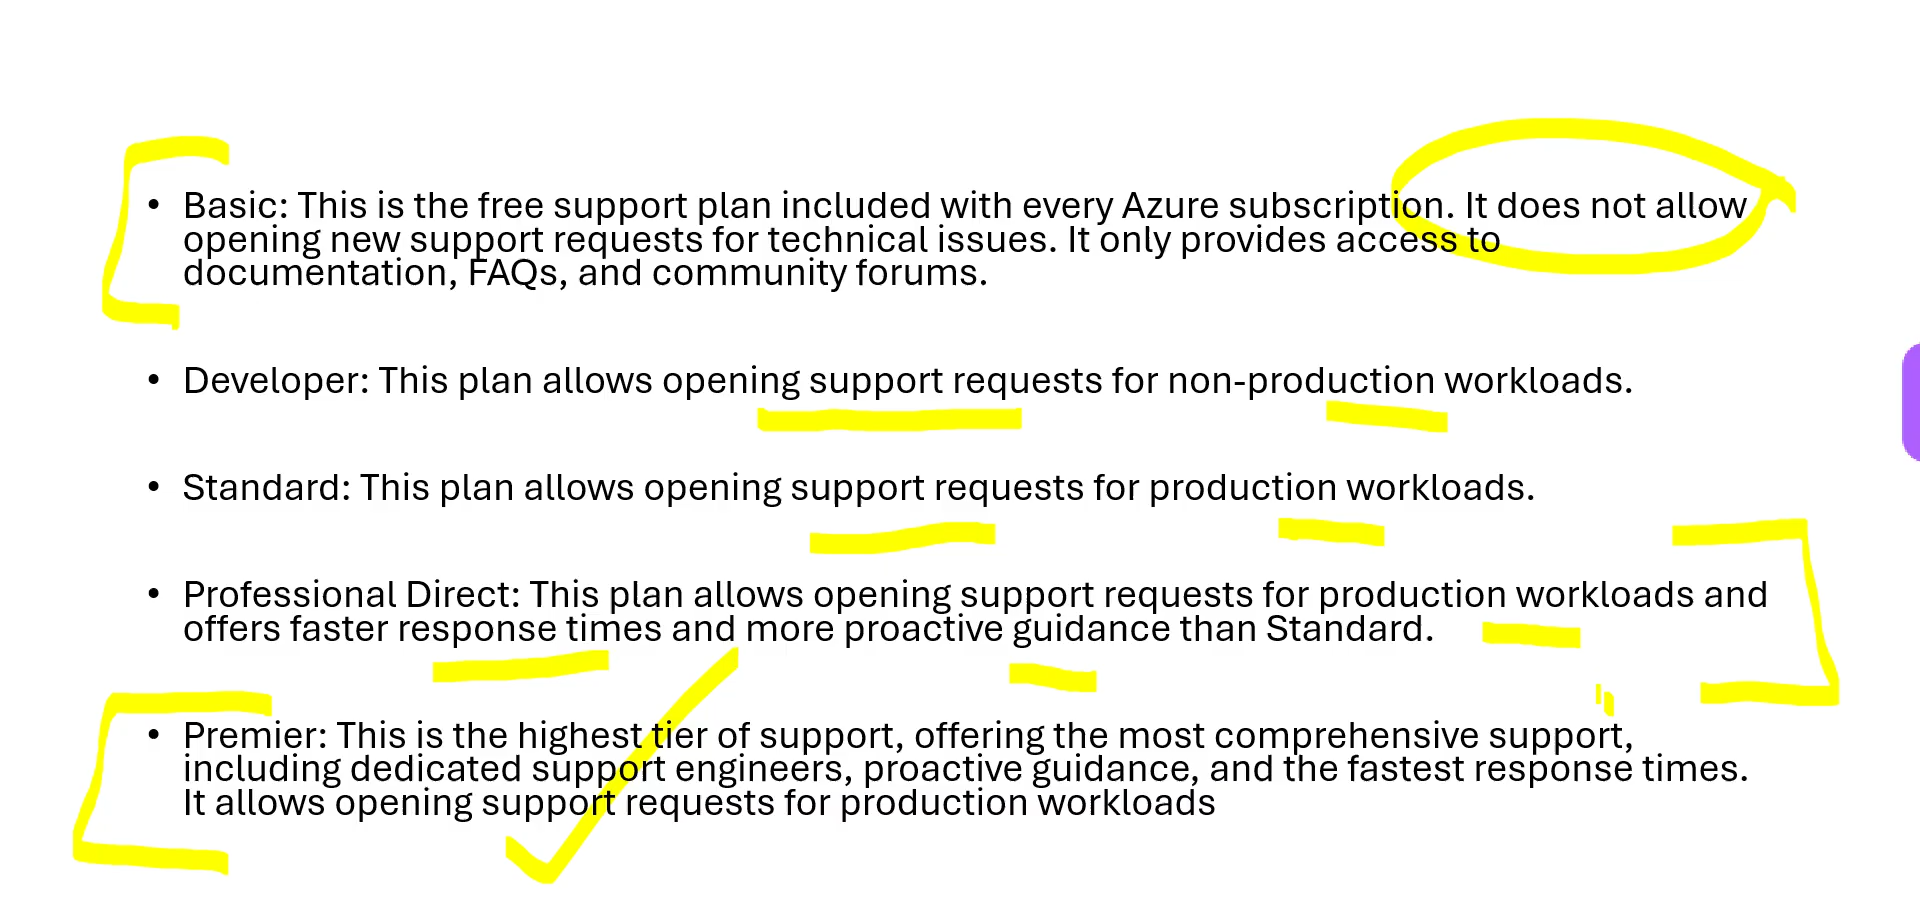 • Basic: This is the free support plan included with every Azure subscription. It does not allow
opening new support requests for technical issues. It only provides access to
documentation, FAQs, and community forums.
• Developer: This plan allows opening support requests for non-production workloads.
• Standard: This plan allows opening support requests for production workloads.
• Professional Direct: This plan allows opening support requests for production workloads and
offers faster response times and more proactive guidance than Standard.
• Premier: This is the highest tier of support, offering the most comprehensive support,
including dedicated support engineers, proactive guidance, and the fastest response times.
It allows opening support requests for production workloads